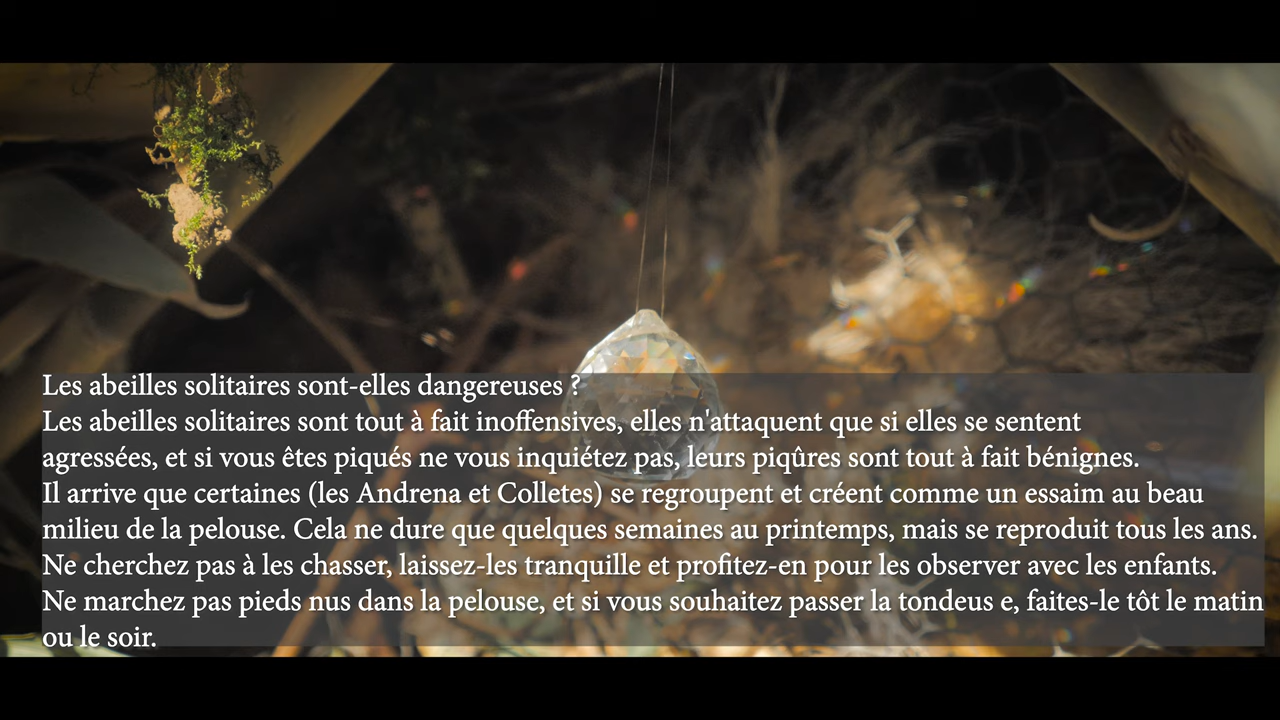 Les abeilles solitaires sont-elles dangereuses ?
Les abeilles solitaires sont tout à fait inoffensives, elles n'attaquent que si elles se sentent
agressées, et si vous êtes piqués ne vous inquiétez pas, leurs piqûres sont tout à fait bénignes.
Il arrive que certaines (les Andrena et Colletes) se regroupent et créent comme un essaim au beau
milieu de la pelouse. Cela ne dure que quelques semaines au printemps, mais se reproduit tous les ans.
Ne cherchez pas à les chasser, laissez-les tranquille et profitez-en pour les observer avec les enfants.
Ne marchez pas pieds nus dans la pelouse, et si vous souhaitez passer la tondeus e, faites-le tôt le matin
ou le soir.